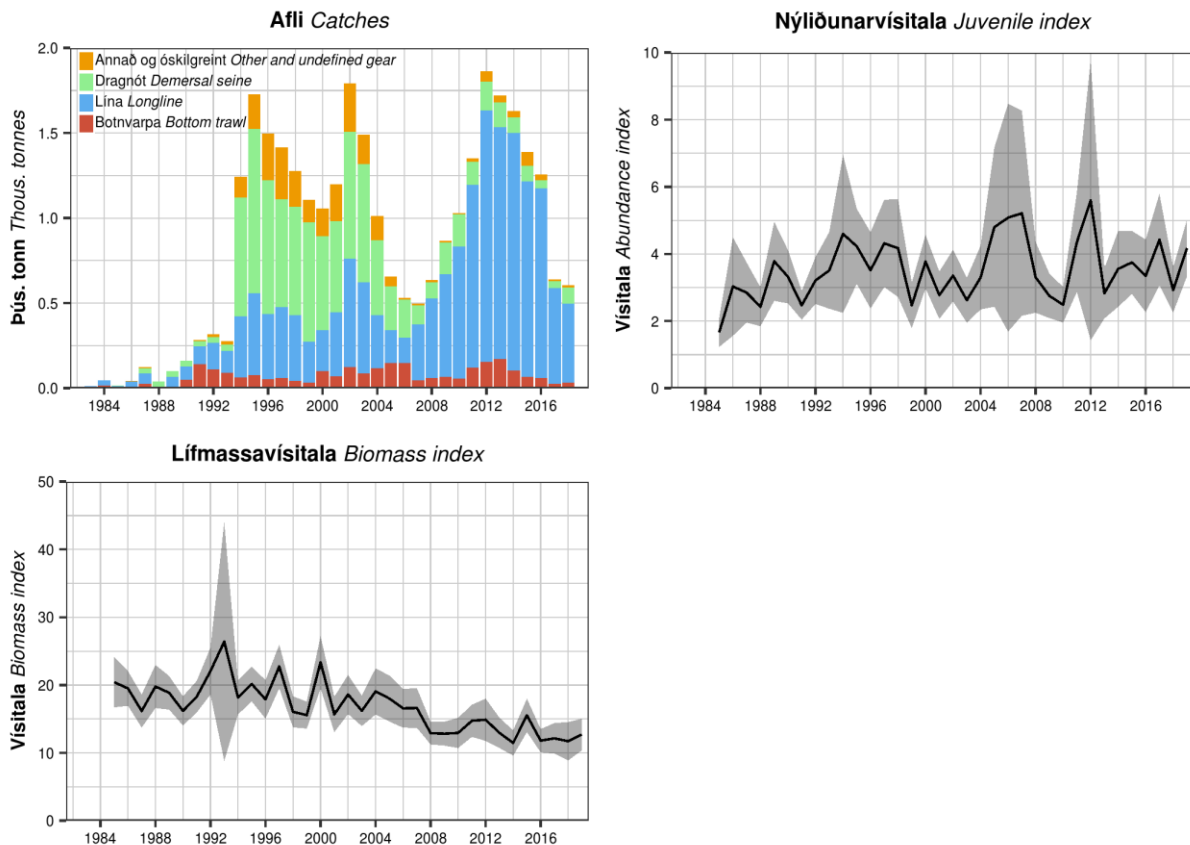 Afli Catches
Þús. tonn Thous. tonnes
2.0
1.5
1.0
0.5
0.0
Annað og óskilgreint Other and undefined gear
Dragnót Demersal seine
Lína Longline
Botnvarpa Bottom trawl
1984 1988 1992 1996 2000 2004 2008 2012 2016
Nýliðunarvísitala Juvenile index
Vísitala Abundance index
10
8
6
4
2
0
1984 1988 1992 1996 2000 2004 2008 2012 2016
Lífmassavísitala Biomass index
Vísitala Biomass index
50
40
30
20
10
0
1984 1988 1992 1996 2000 2004 2008 2012 2016